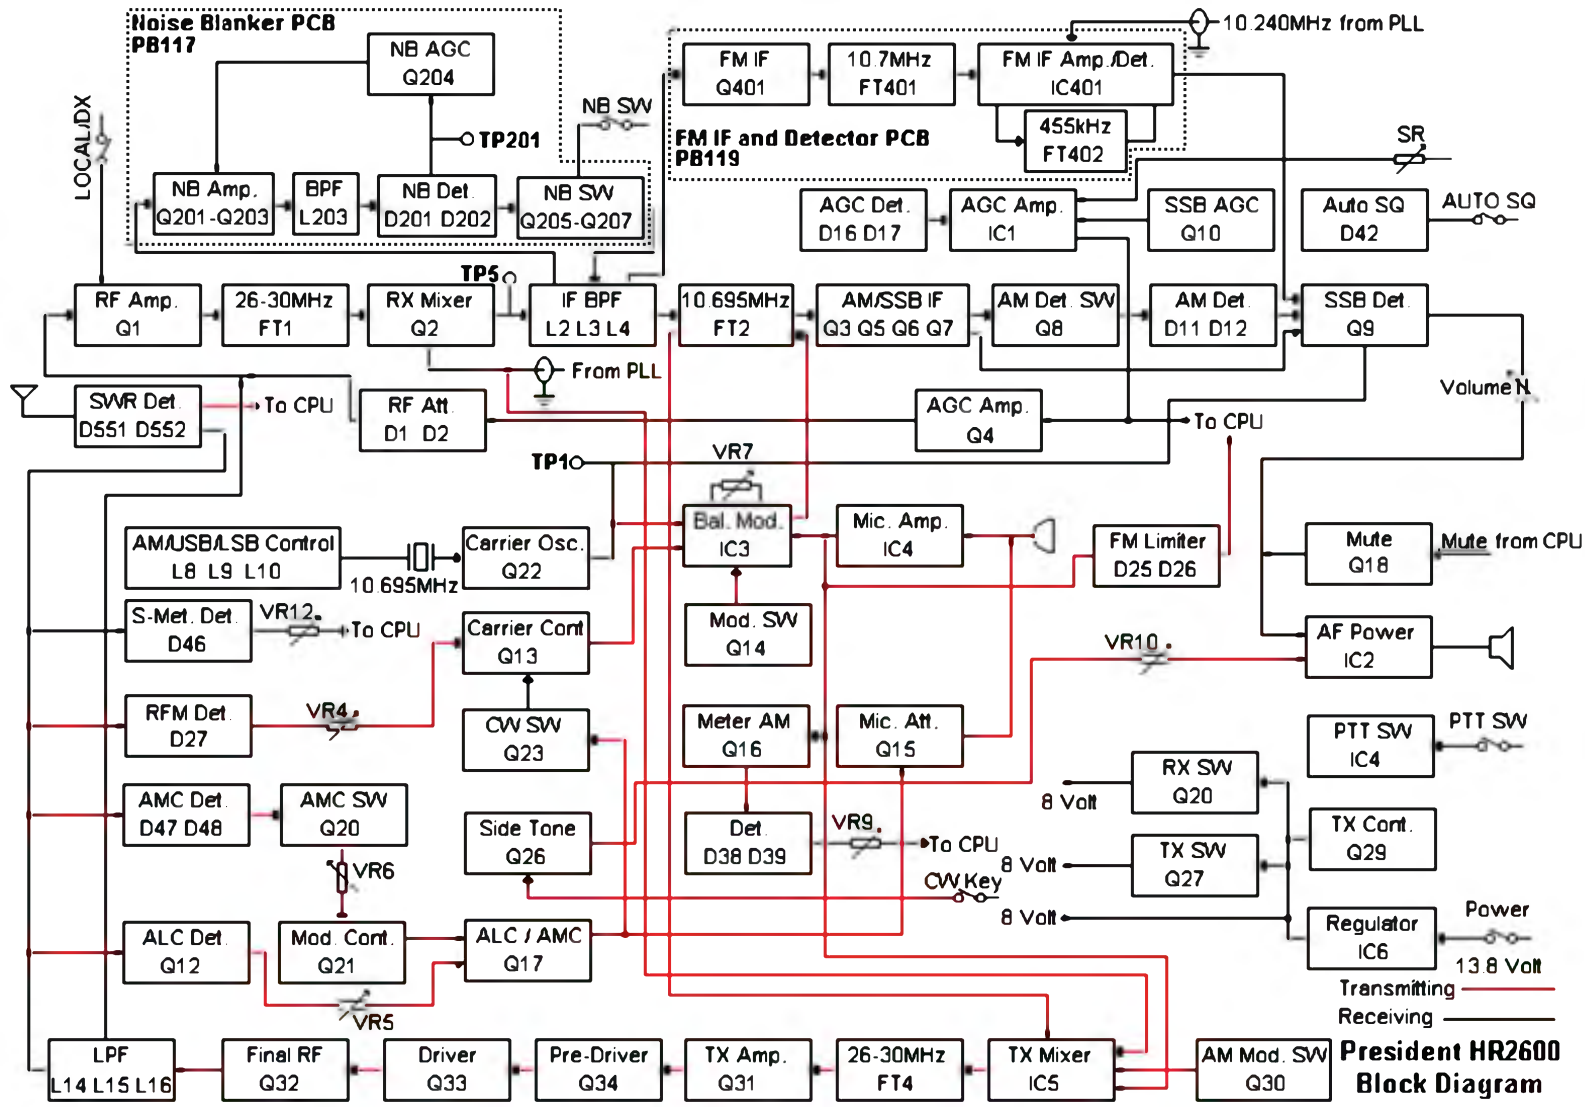 Noise Blanker PCB
PB117
NB AGC
Q204
NB SW
TP201
LOCAL/DX
NB Amp.
Q201-Q203
BPF
L203
NB Det.
D201 D202
NB SW
Q205-Q207
10.240MHz from PLL
FM IF
Q401
10.7MHz
FT401
FM IF Amp./Det.
IC401
455kHz
FT402
FM IF and Detector PCB
PB119
SR
AGC Det.
D16 D17
AGC Amp.
IC1
SSB AGC
Q10
Auto SQ
D42
AUTO SQ
TP5
RF Amp.
Q1
26-30MHz
FT1
RX Mixer
Q2
IF BPF
L2 L3 L4
10.695MHz
FT2
AM/SSB IF
Q3 Q5 Q6 Q7
AM Det. SW
Q8
AM Det.
D11 D12
SSB Det.
Q9
From PLL
Volume
SWR Det.
D551 D552
To CPU
RF Att.
D1 D2
AGC Amp.
Q4
To CPU
TP1
VR7
Bal. Mod.
IC3
Mic. Amp.
IC4
FM Limiter
D25 D26
Mute
Q18
Mute from CPU
AM/USB/LSB Control
L8 L9 L10
10.695MHz
Carrier Osc.
Q22
S-Met. Det.
D46
VR12.
To CPU
Carrier Cont
Q13
Mod. SW
Q14
VR10.
AF Power
IC2
RFM Det.
D27
VR4.
CW SW
Q23
Meter AM
Q16
Mic. Att.
Q15
PTT SW
IC4
PTT SW
RX SW
Q20
8 Volt
AMC Det.
D47 D48
AMC SW
Q20
Side Tone
Q26
Det.
D38 D39
VR9.
To CPU
TX Cont.
Q29
TX SW
Q27
8 Volt
VR6
CW Key
8 Volt
ALC Det.
Q12
Mod. Cont.
Q21
ALC / AMC
Q17
Regulator
IC6
Power
13.8 Volt
VR5
Transmitting
Receiving
LPF
L14 L15 L16
Final RF
Q32
Driver
Q33
Pre-Driver
Q34
TX Amp.
Q31
26-30MHz
FT4
TX Mixer
IC5
AM Mod. SW
Q30
President HR2600
Block Diagram